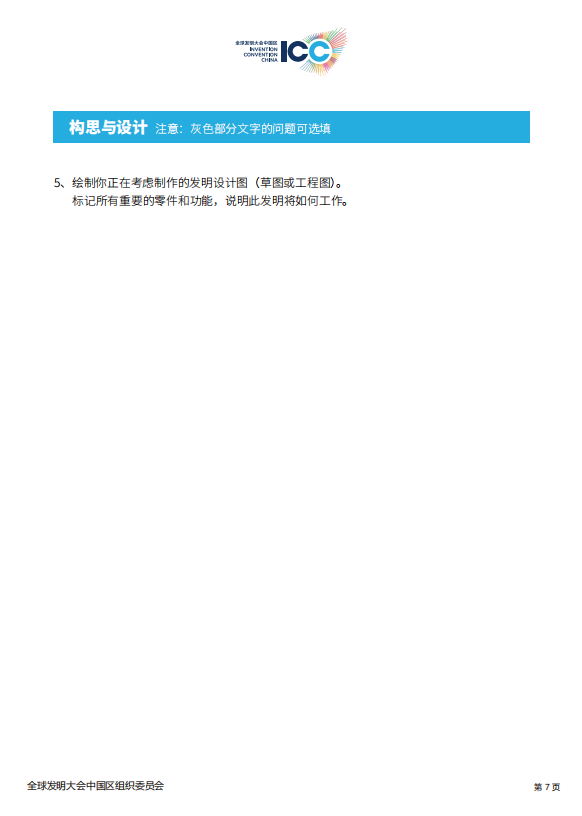 全球发明大会中国区
INVENTION
CONVENTION
CHINA
ICC
构思与设计 注意：灰色部分文字的问题可选填
5、绘制你正在考虑制作的发明设计图（草图或工程图）。
标记所有重要的零件和功能，说明此发明将如何工作。
全球发明大会中国区组织委员会
第 7 页